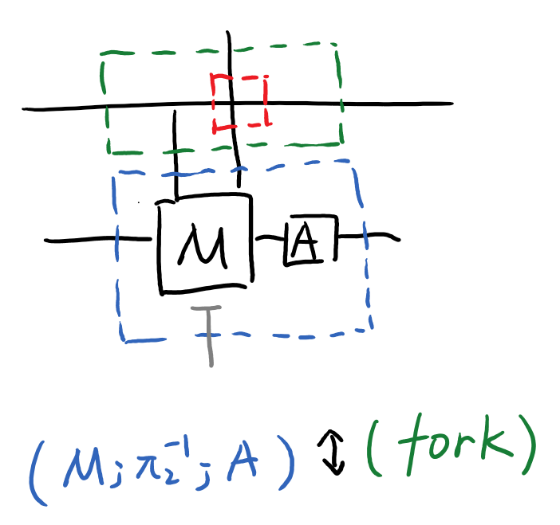 M A
(M; π₂⁻¹; A) ↕ (fork)